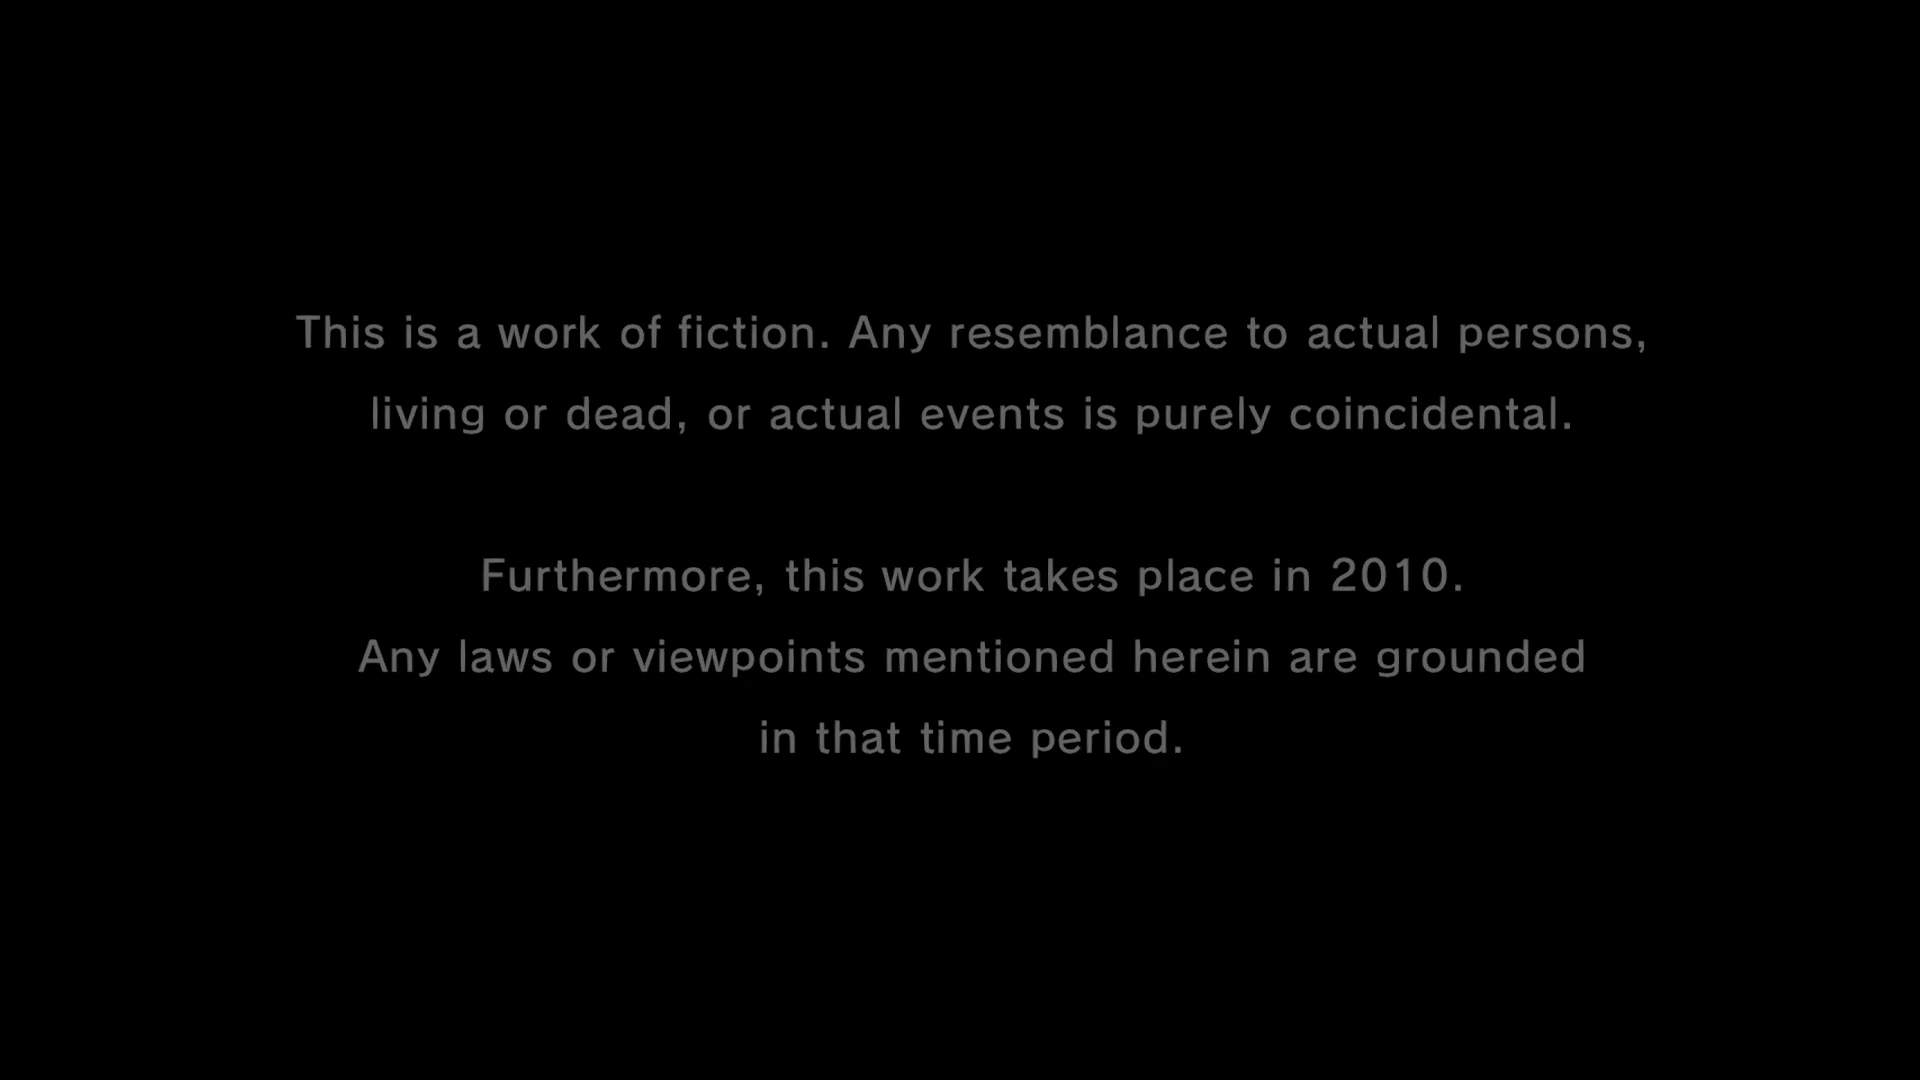 This is a work of fiction. Any resemblance to actual persons,
living or dead, or actual events is purely coincidental.
Furthermore, this work takes place in 2010.
Any laws or viewpoints mentioned herein are grounded
in that time period.